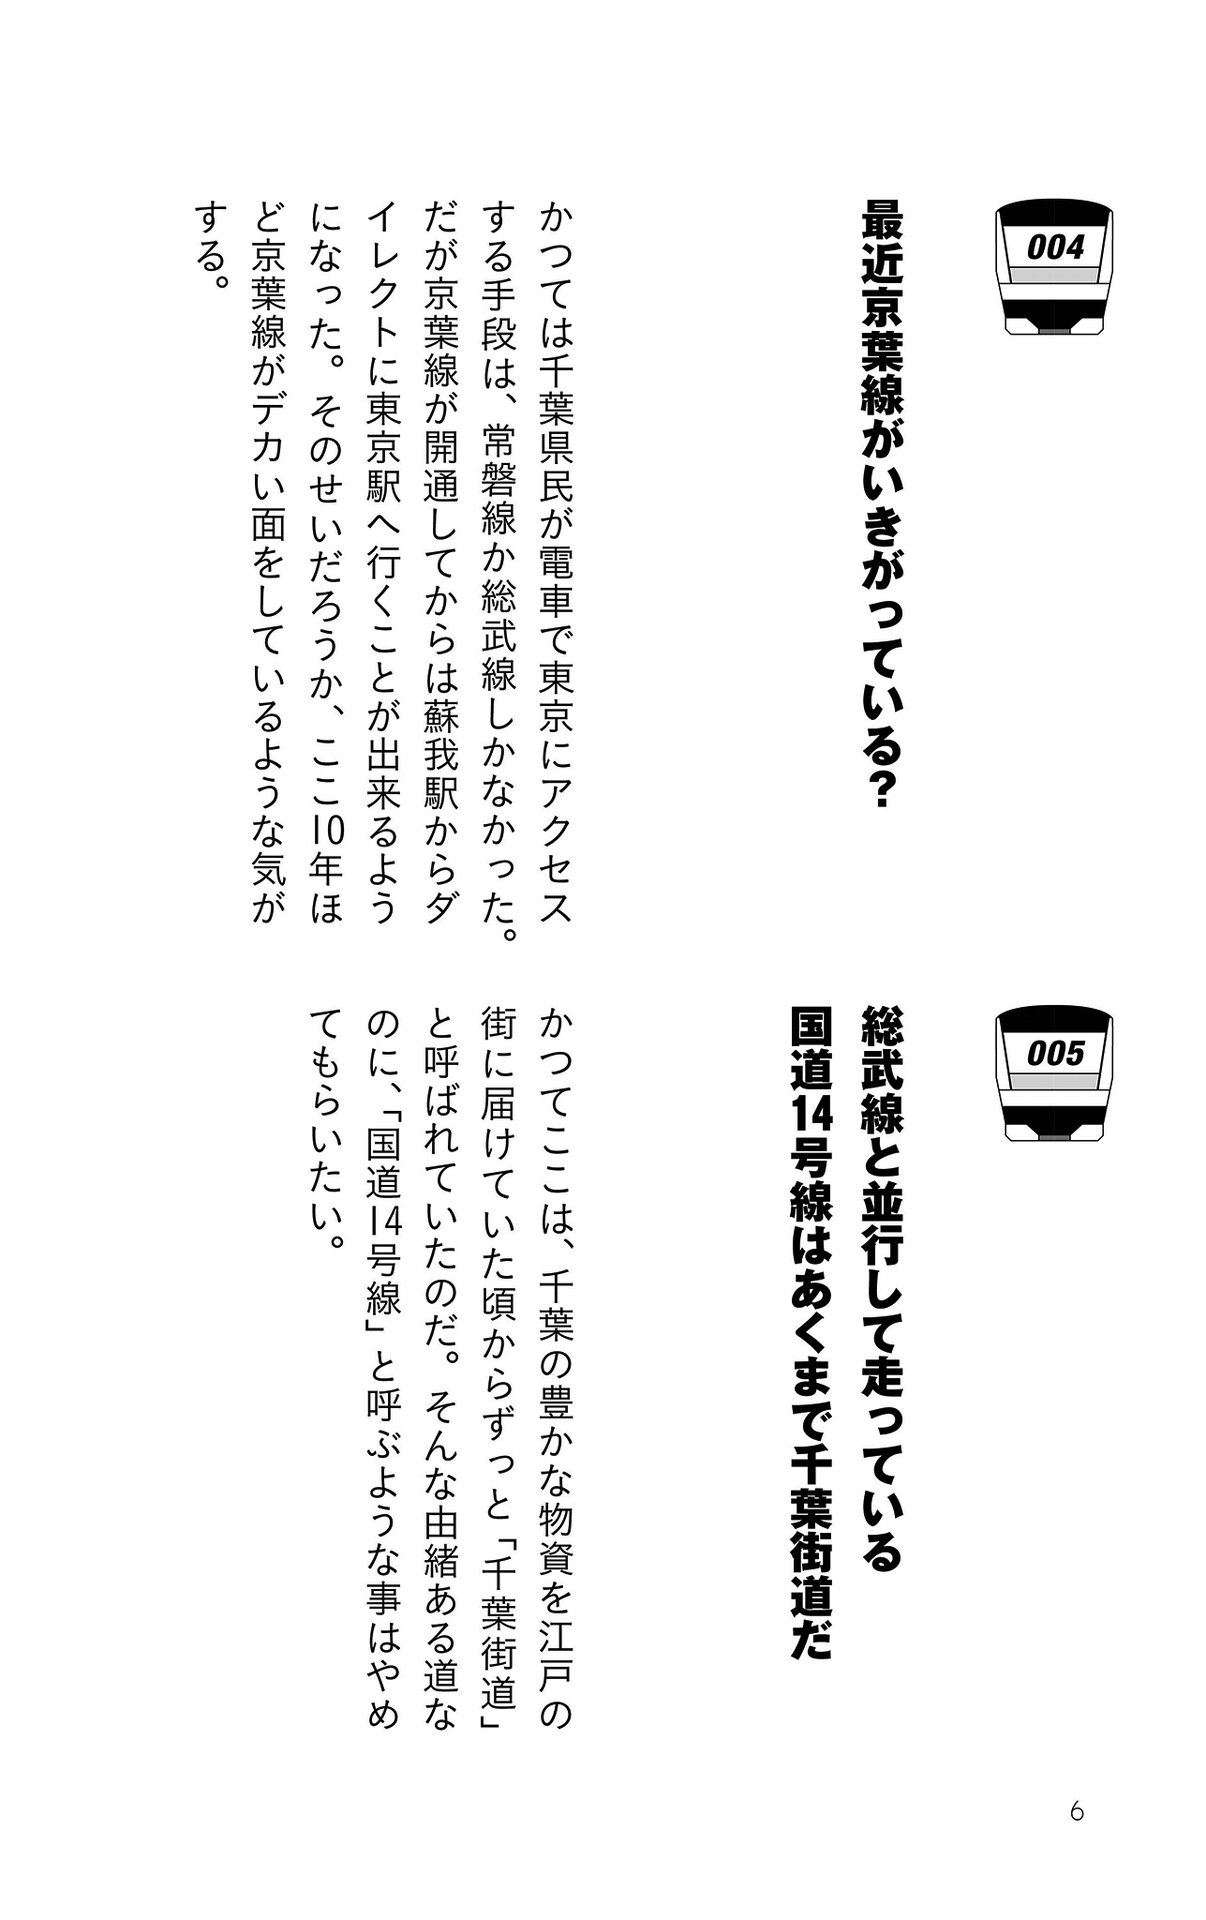 004
最近京葉線がいきがっている?
かつては千葉県民が電車で東京にアクセス
する手段は、常磐線か総武線しかなかった。
だが京葉線が開通してからは蘇我駅からダ
イレクトに東京駅へ行くことが出来るよう
になった。そのせいだろうか、ここ10年ほ
ど京葉線がデカい面をしているような気が
する。
005
総武線と並行して走っている
国道14号線はあくまで千葉街道だ
かつてここは、千葉の豊かな物資を江戸の
街に届けていた頃からずっと「千葉街道」
と呼ばれていたのだ。そんな由緒ある道な
のに、「国道14号線」と呼ぶような事はやめ
てもらいたい。
6